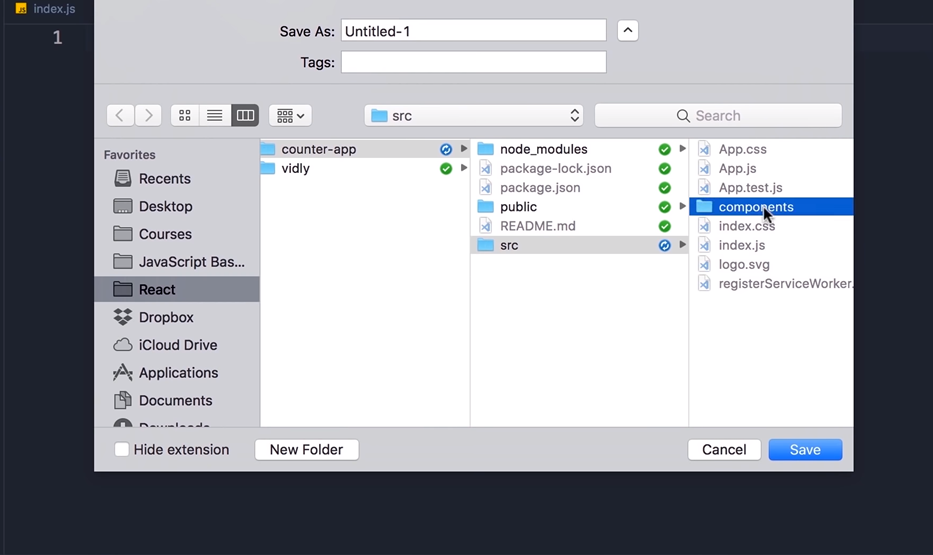 index.js
1
Save As: Untitled-1
Tags:
src
Search
Favorites
Recents
Desktop
Courses
JavaScript Bas...
React
Dropbox
iCloud Drive
Applications
Documents
Downloads
counter-app
vidly
node_modules
package-lock.json
package.json
public
README.md
src
App.css
App.js
App.test.js
components
index.css
index.js
logo.svg
registerServiceWorker.
Hide extension
New Folder
Cancel
Save